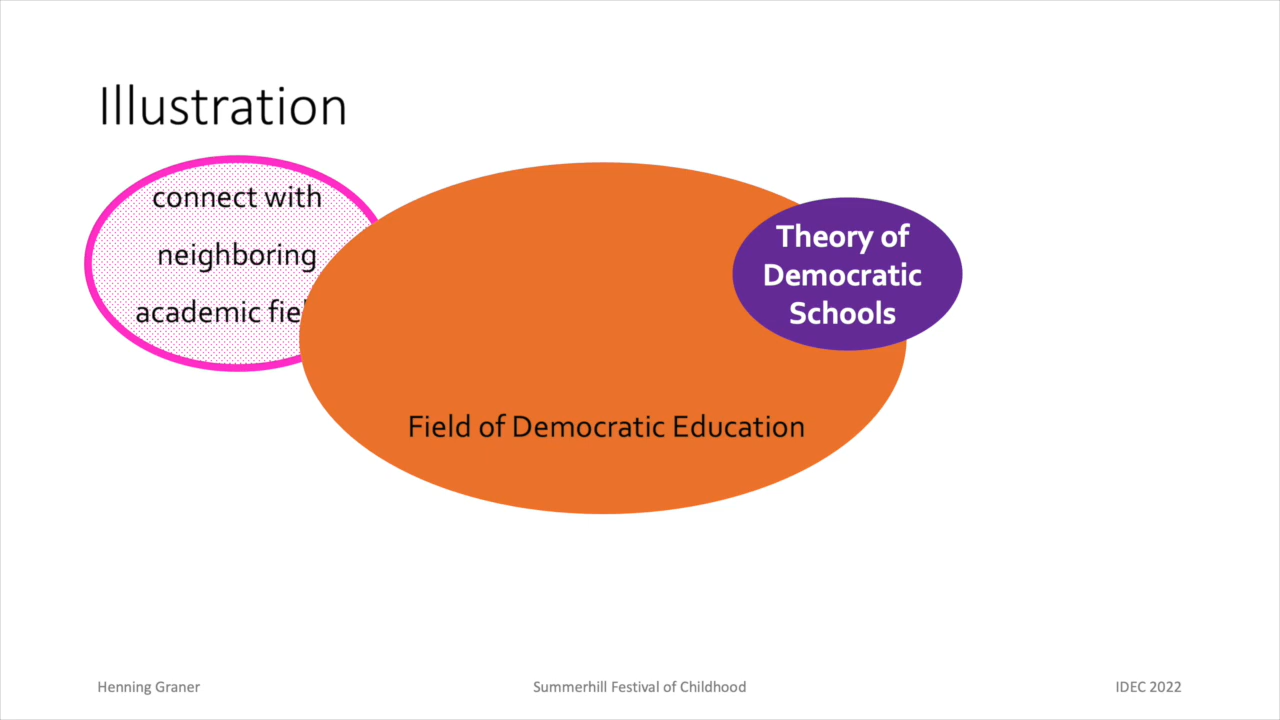 Illustration
connect with
neighboring
academic
Theory of
Democratic
Schools
Field of Democratic Education
Henning Graner
Summerhill Festival of Childhood
IDEC 2022